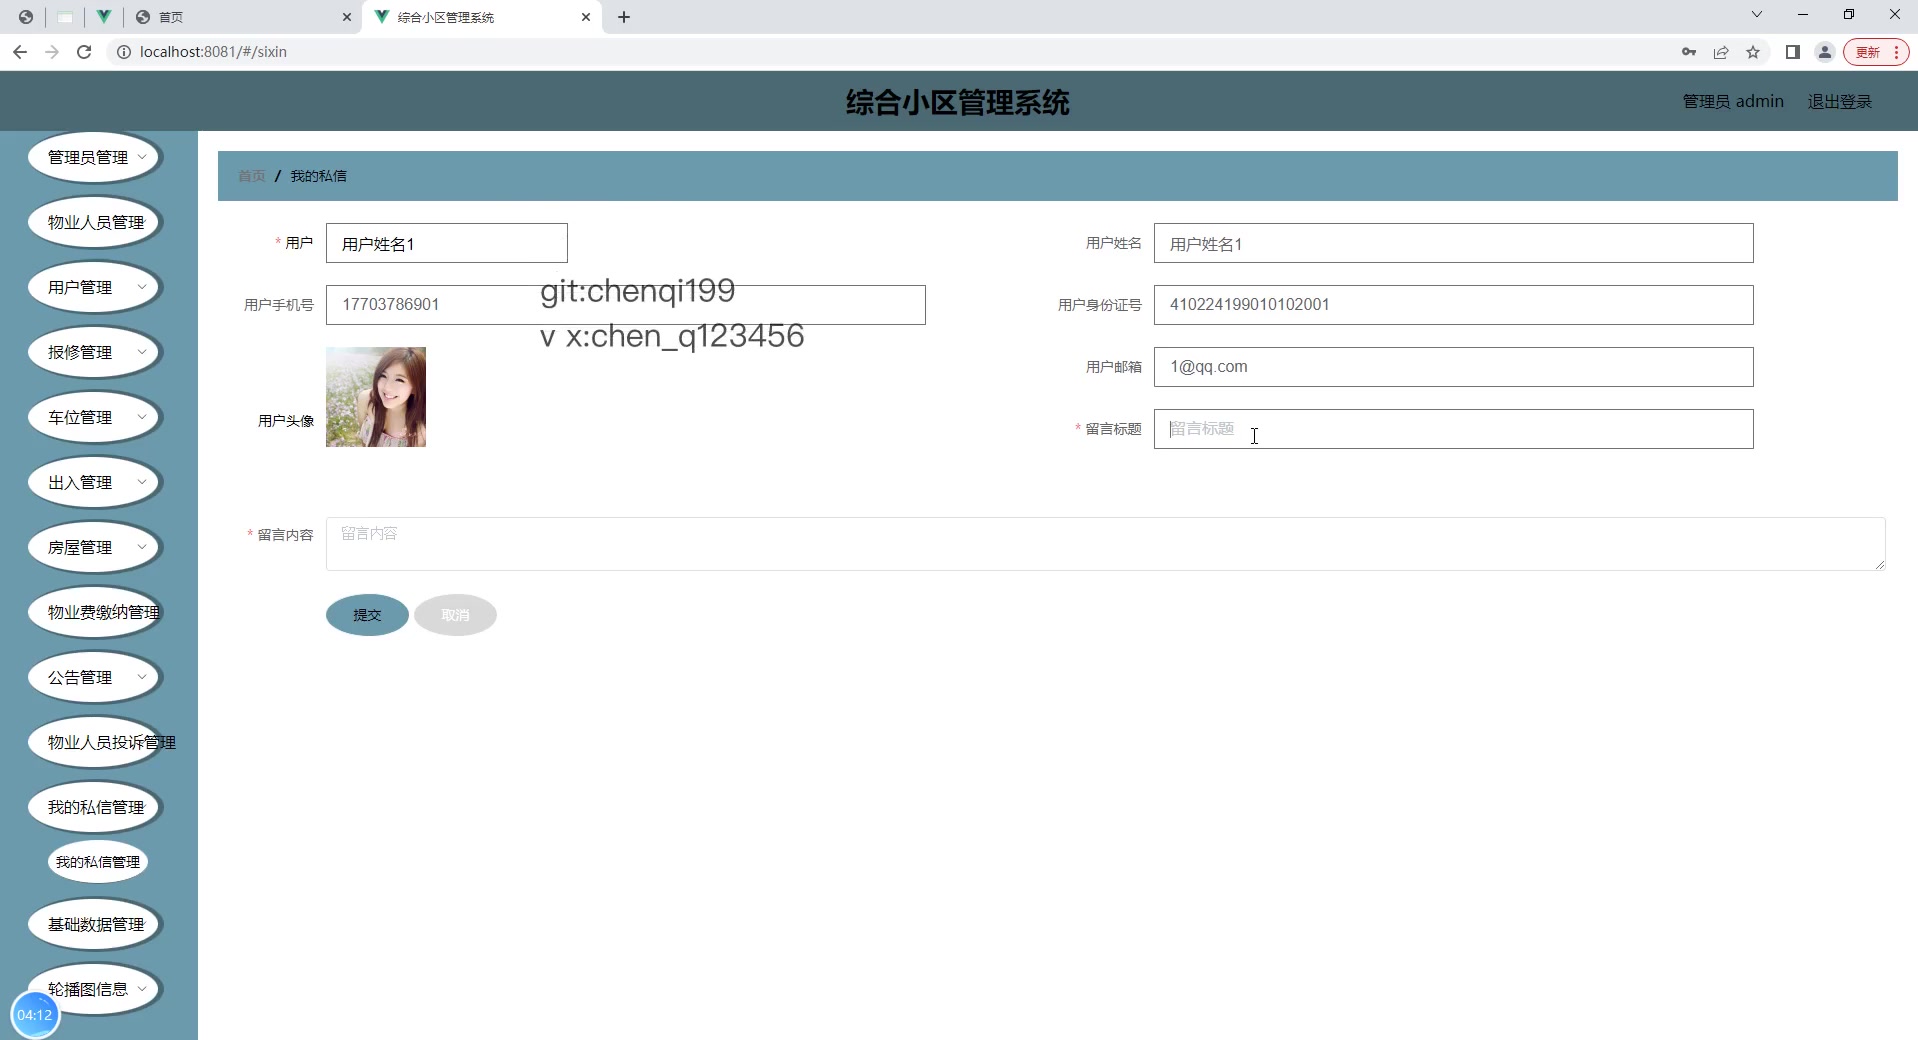 首页
综合小区管理系统
localhost:8081/#/sixin
更新
综合小区管理系统
管理员 admin
退出登录
管理员管理
物业人员管理
用户管理
报修管理
车位管理
出入管理
房屋管理
物业费缴纳管理
公告管理
物业人员投诉管理
我的私信管理
我的私信管理
基础数据管理
轮播图信息
04:12
首页 / 我的私信
* 用户 用户姓名1
用户姓名 用户姓名1
git:chenqi199
用户手机号 17703786901
用户身份证号 410224199010102001
v x:chen_q123456
用户头像
用户邮箱 1@qq.com
* 留言标题 留言标题
* 留言内容 留言内容
提交 取消